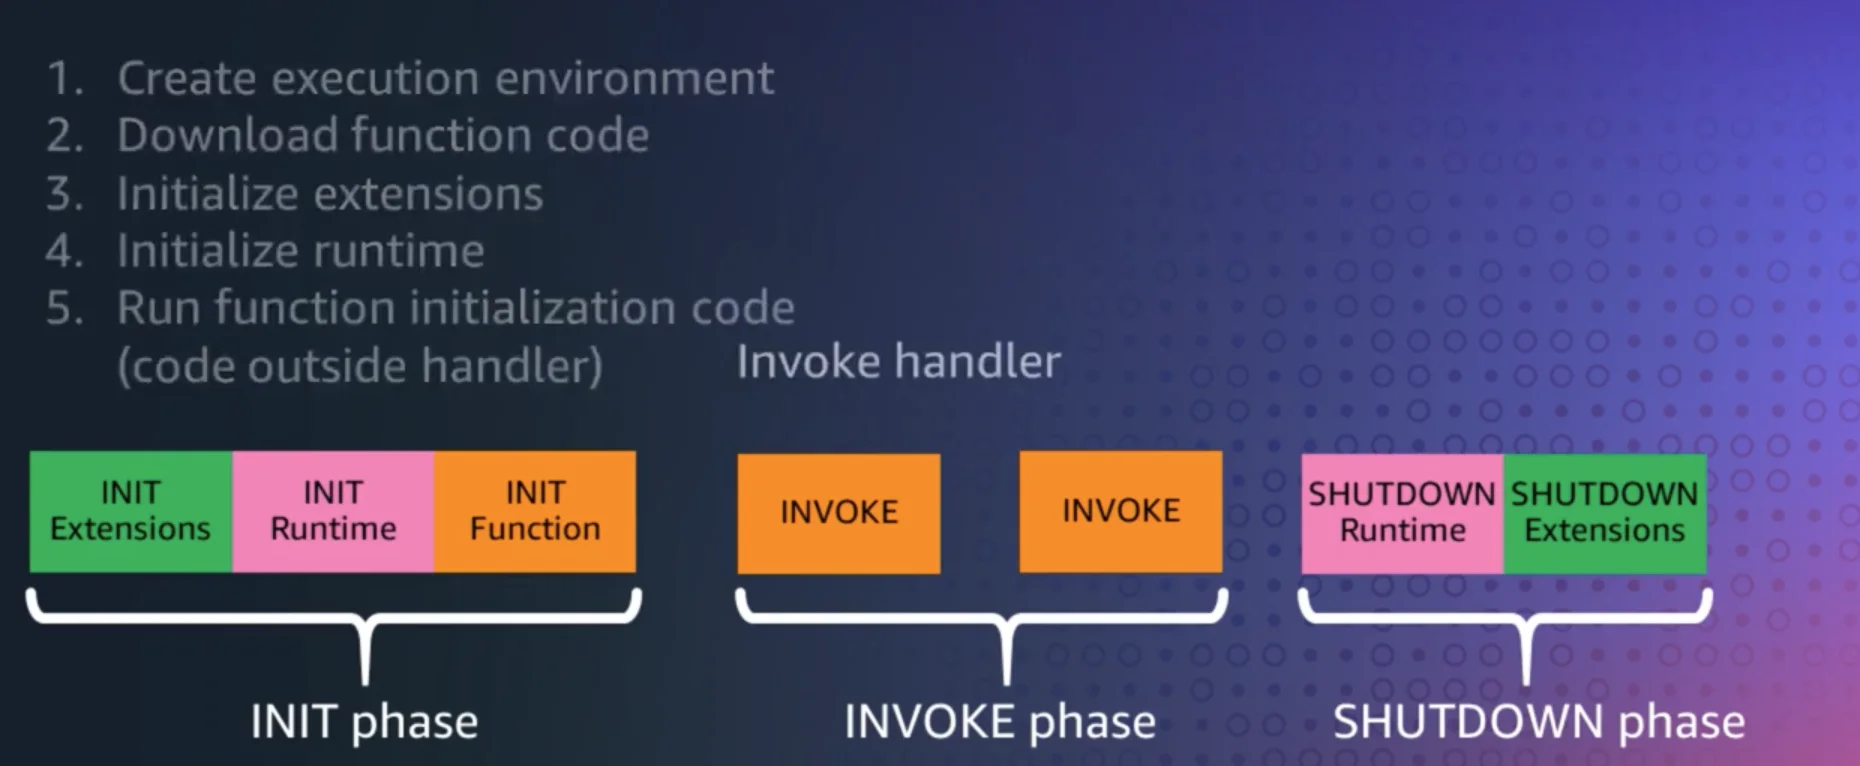 1. Create execution environment
2. Download function code
3. Initialize extensions
4. Initialize runtime
5. Run function initialization code
(code outside handler)
Invoke handler
INIT
Extensions
INIT
Runtime
INIT
Function
INVOKE
INVOKE
SHUTDOWN
Runtime
SHUTDOWN
Extensions
INIT phase
INVOKE phase
SHUTDOWN phase